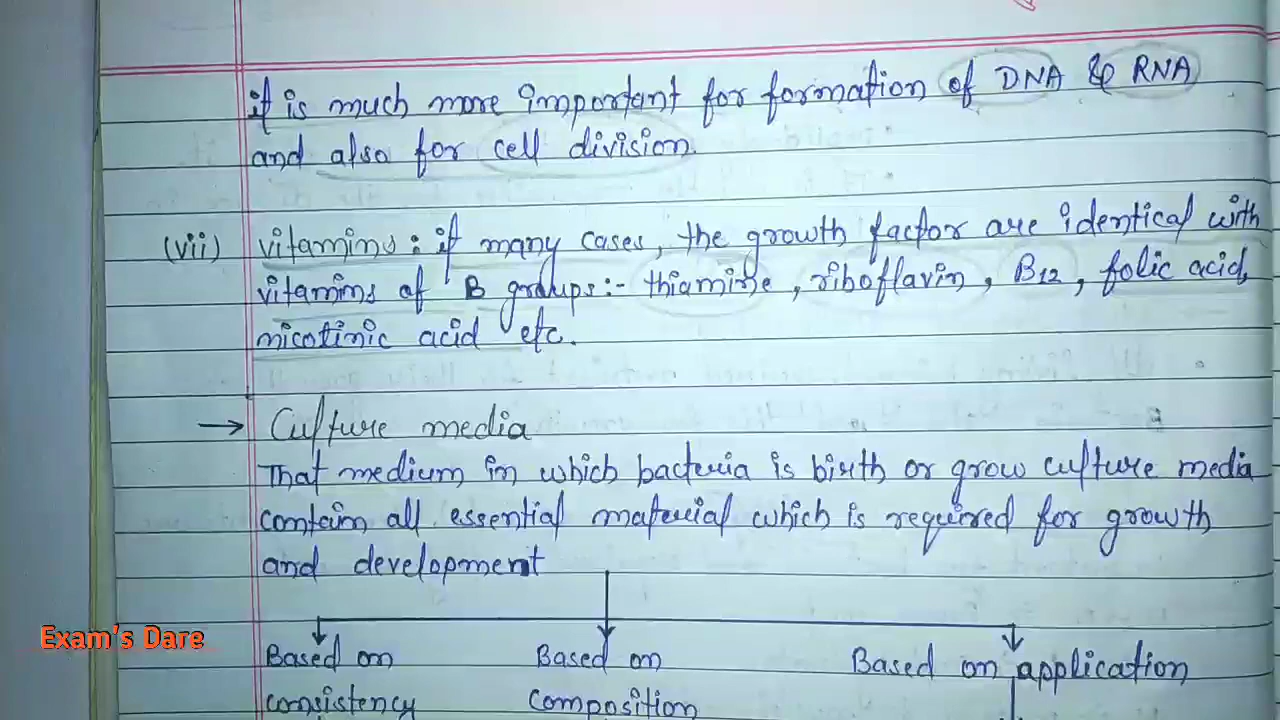 it is much more important for formation of DNA & RNA
and also for cell division.
(vii) vitamins : if many cases, the growth factor are identical with
vitamins of B groups:- thiamine, riboflavin, B12, folic acid,
nicotinic acid etc.
→ Culture media
That medium in which bacteria is birth or grow culture media
contain all essential material which is required for growth
and development
Exam's Dare
Based on Based on Based on application
consistency composition